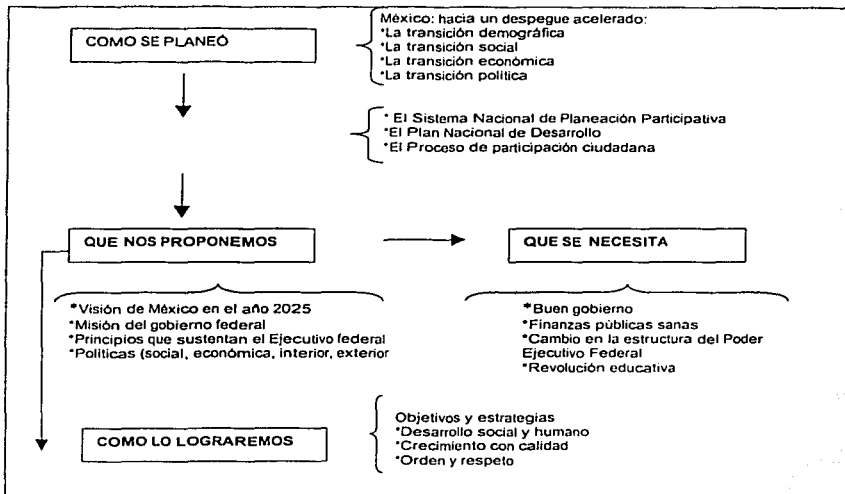 México: hacia un despegue acelerado:
COMO SE PLANEÓ
*La transición demográfica
*La transición social
*La transición económica
*La transición política
* El Sistema Nacional de Planeación Participativa
*El Plan Nacional de Desarrollo
*El Proceso de participación ciudadana
QUE NOS PROPONEMOS
QUE SE NECESITA
*Visión de México en el año 2025
*Misión del gobierno federal
*Principios que sustentan el Ejecutivo federal
*Políticas (social, económica, interior, exterior
*Buen gobierno
*Finanzas públicas sanas
*Cambio en la estructura del Poder
Ejecutivo Federal
*Revolución educativa
COMO LO LOGRAREMOS
Objetivos y estrategias
*Desarrollo social y humano
*Crecimiento con calidad
*Orden y respeto